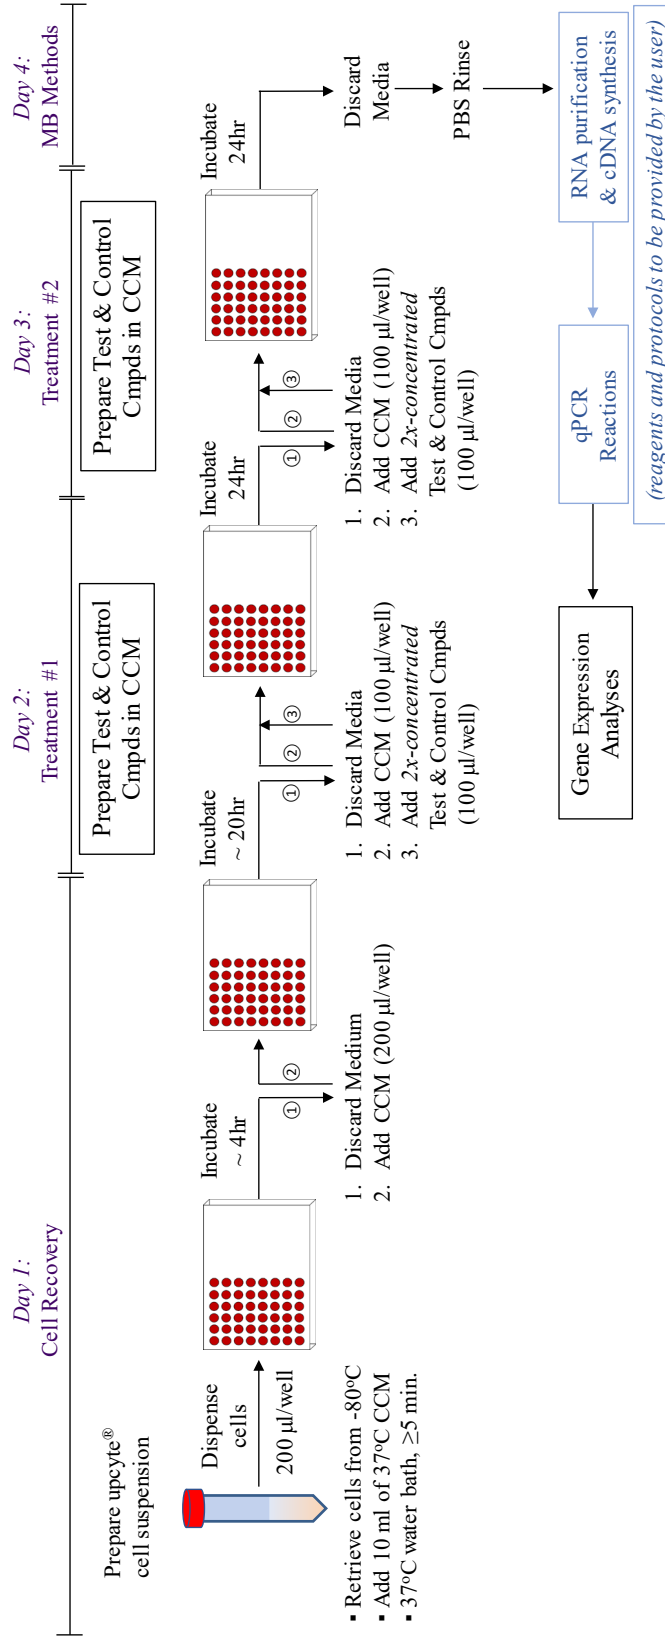 Day 1:
Cell Recovery
Day 2:
Treatment #1
Day 3:
Treatment #2
Day 4:
MB Methods
Prepare upcyte®
cell suspension
Prepare Test & Control
Cmpds in CCM
Prepare Test & Control
Cmpds in CCM
Dispense
cells
200 µl/well
Incubate
~ 4hr
Incubate
~ 20hr
Incubate
24hr
Incubate
24hr
▪ Retrieve cells from -80ºC
▪ Add 10 ml of 37ºC CCM
▪ 37ºC water bath, ≥5 min.
①
②
1. Discard Medium
2. Add CCM (200 µl/well)
①
②
③
1. Discard Media
2. Add CCM (100 µl/well)
3. Add 2x-concentrated
Test & Control Cmpds
(100 µl/well)
①
②
③
1. Discard Media
2. Add CCM (100 µl/well)
3. Add 2x-concentrated
Test & Control Cmpds
(100 µl/well)
Discard
Media
PBS Rinse
RNA purification
& cDNA synthesis
qPCR
Reactions
Gene Expression
Analyses
(reagents and protocols to be provided by the user)